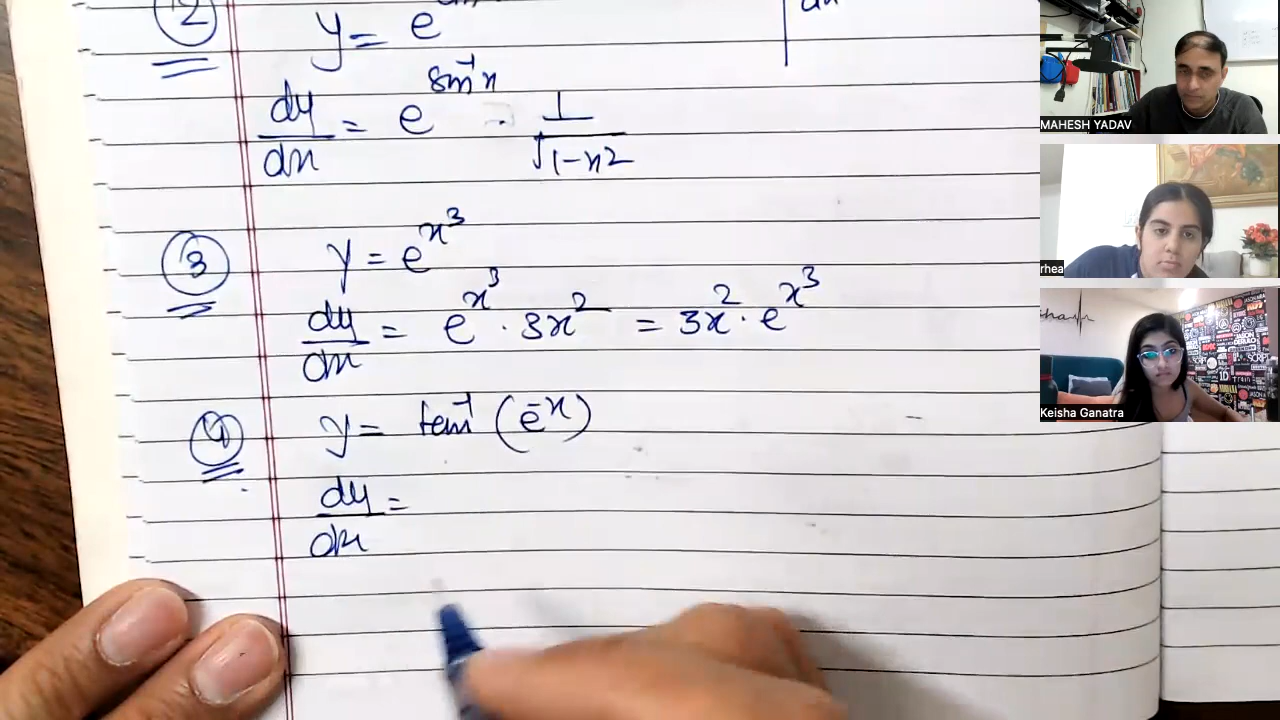 ② y = e
dx
dy/dx = e^(sin⁻¹x) · 1/√(1-x²)
③ y = e^(x³)
dy/dx = e^(x³) · 3x² = 3x² · e^(x³)
④ y = tan⁻¹(e⁻ˣ)
dy/dx =
MAHESH YADAV
rhea
Keisha Ganatra